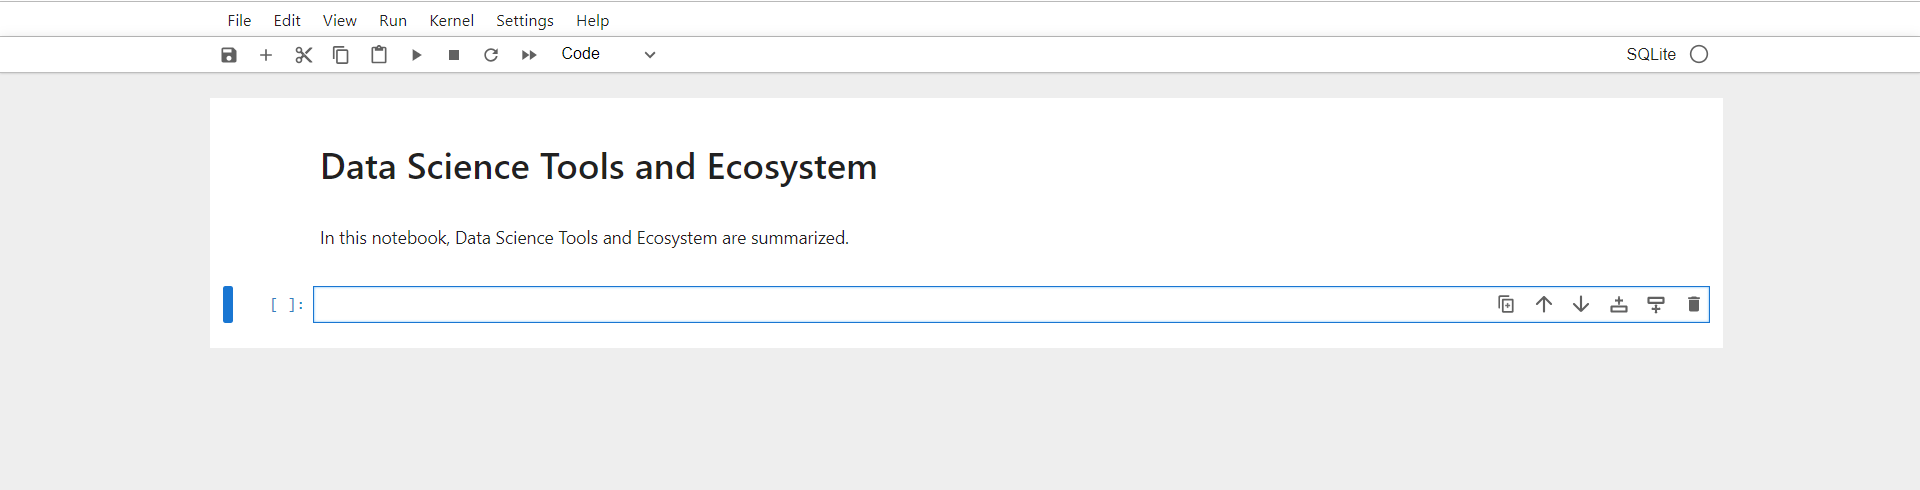 File Edit View Run Kernel Settings Help
Code SQLite
Data Science Tools and Ecosystem
In this notebook, Data Science Tools and Ecosystem are summarized.
[ ]: